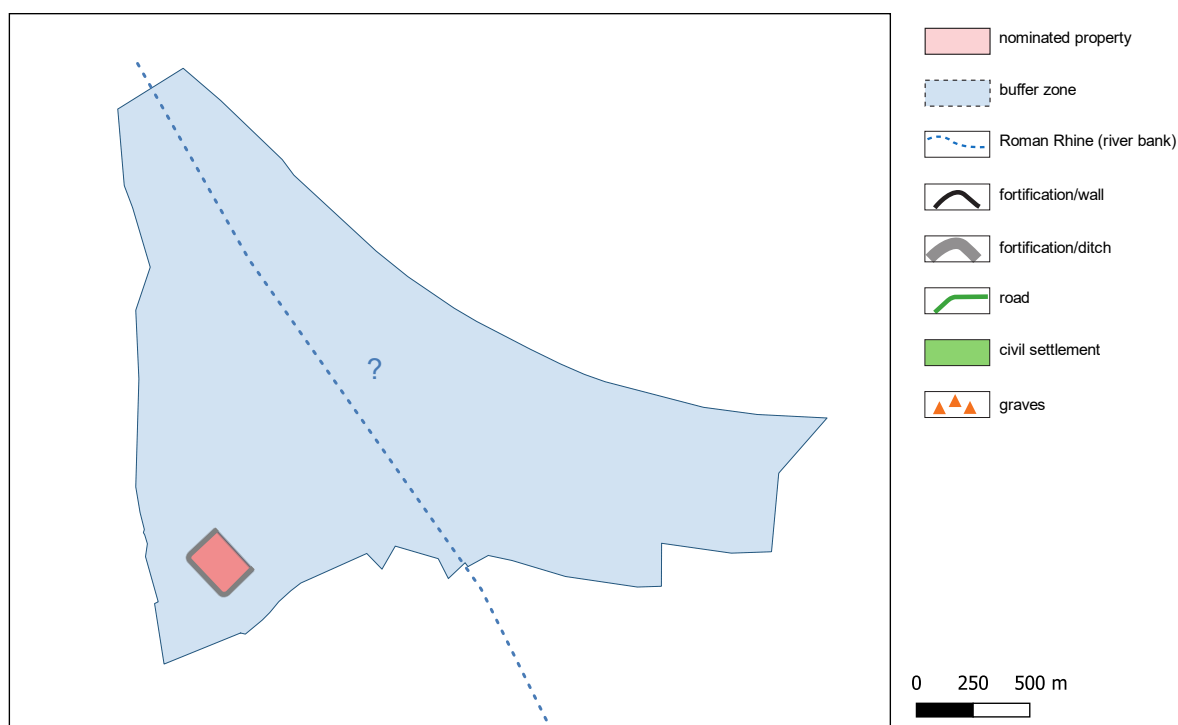 nominated property
buffer zone
Roman Rhine (river bank)
fortification/wall
fortification/ditch
road
civil settlement
graves
?
0 250 500 m